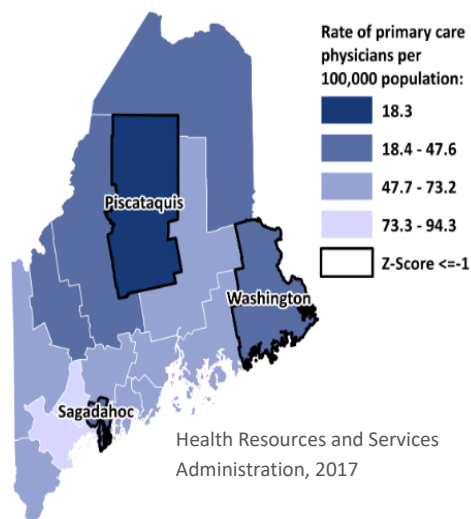 Rate of primary care
physicians per
100,000 population:
18.3
18.4 - 47.6
47.7 - 73.2
73.3 - 94.3
Z-Score <=-1
Piscataquis
Washington
Sagadahoc
Health Resources and Services
Administration, 2017